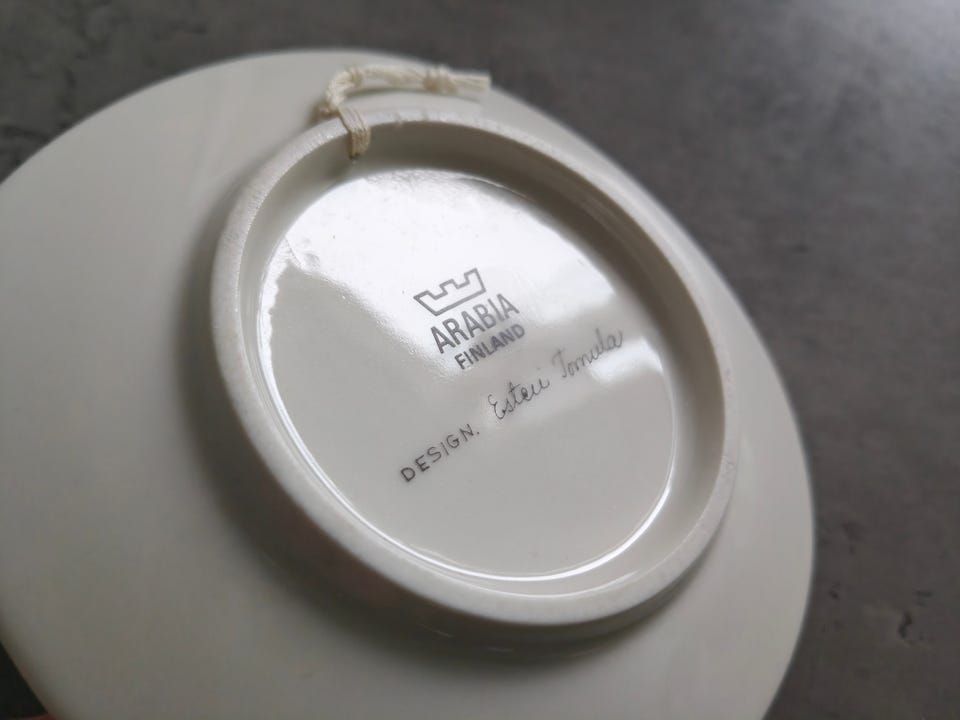 ARABIA
FINLAND
DESIGN. Esteri Tomula